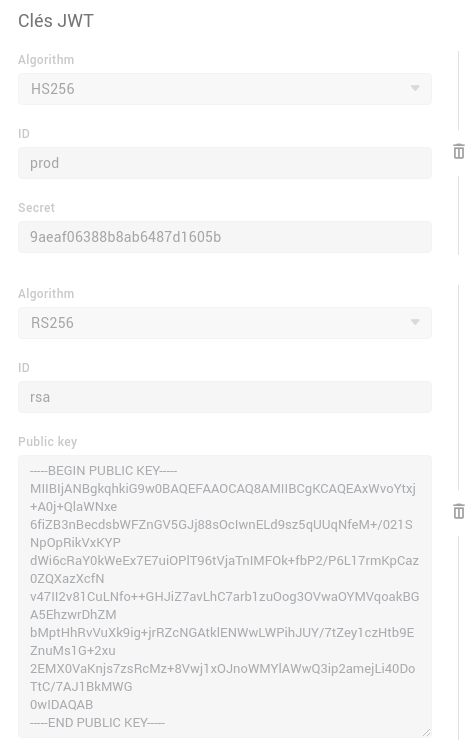 Clés JWT
Algorithm
HS256
ID
prod
Secret
9aeaf06388b8ab6487d1605b
Algorithm
RS256
ID
rsa
Public key
-----BEGIN PUBLIC KEY-----
MIIBIjANBgkqhkiG9w0BAQEFAAOCAQ8AMIIBCgKCAQEAxWvoYtxj
+A0j+QlaWNxe
6fiZB3nBecdsbWFZnGV5GJj88sOcIwnELd9sz5qUUqNfeM+/021S
NpOpRikVxKYP
dWi6cRaY0kWeEx7E7uiOPlT96tVjaTnIMFOk+fbP2/P6L17rmKpCaz
0ZQXazXcfN
v47II2v81CuLNfo++GHJiZ7avLhC7arb1zuOog3OVwaOYMVqoakBG
A5EhzwrDhZM
bMptHhRvVuXk9ig+jrRZcNGAtklENWwLWPihJUY/7tZey1czHtb9E
ZnuMs1G+2xu
2EMX0VaKnjs7zsRcMz+8Vwj1xOJnoWMYlAWwQ3ip2amejLi40Do
TtC/7AJ1BkMWG
0wIDAQAB
-----END PUBLIC KEY-----